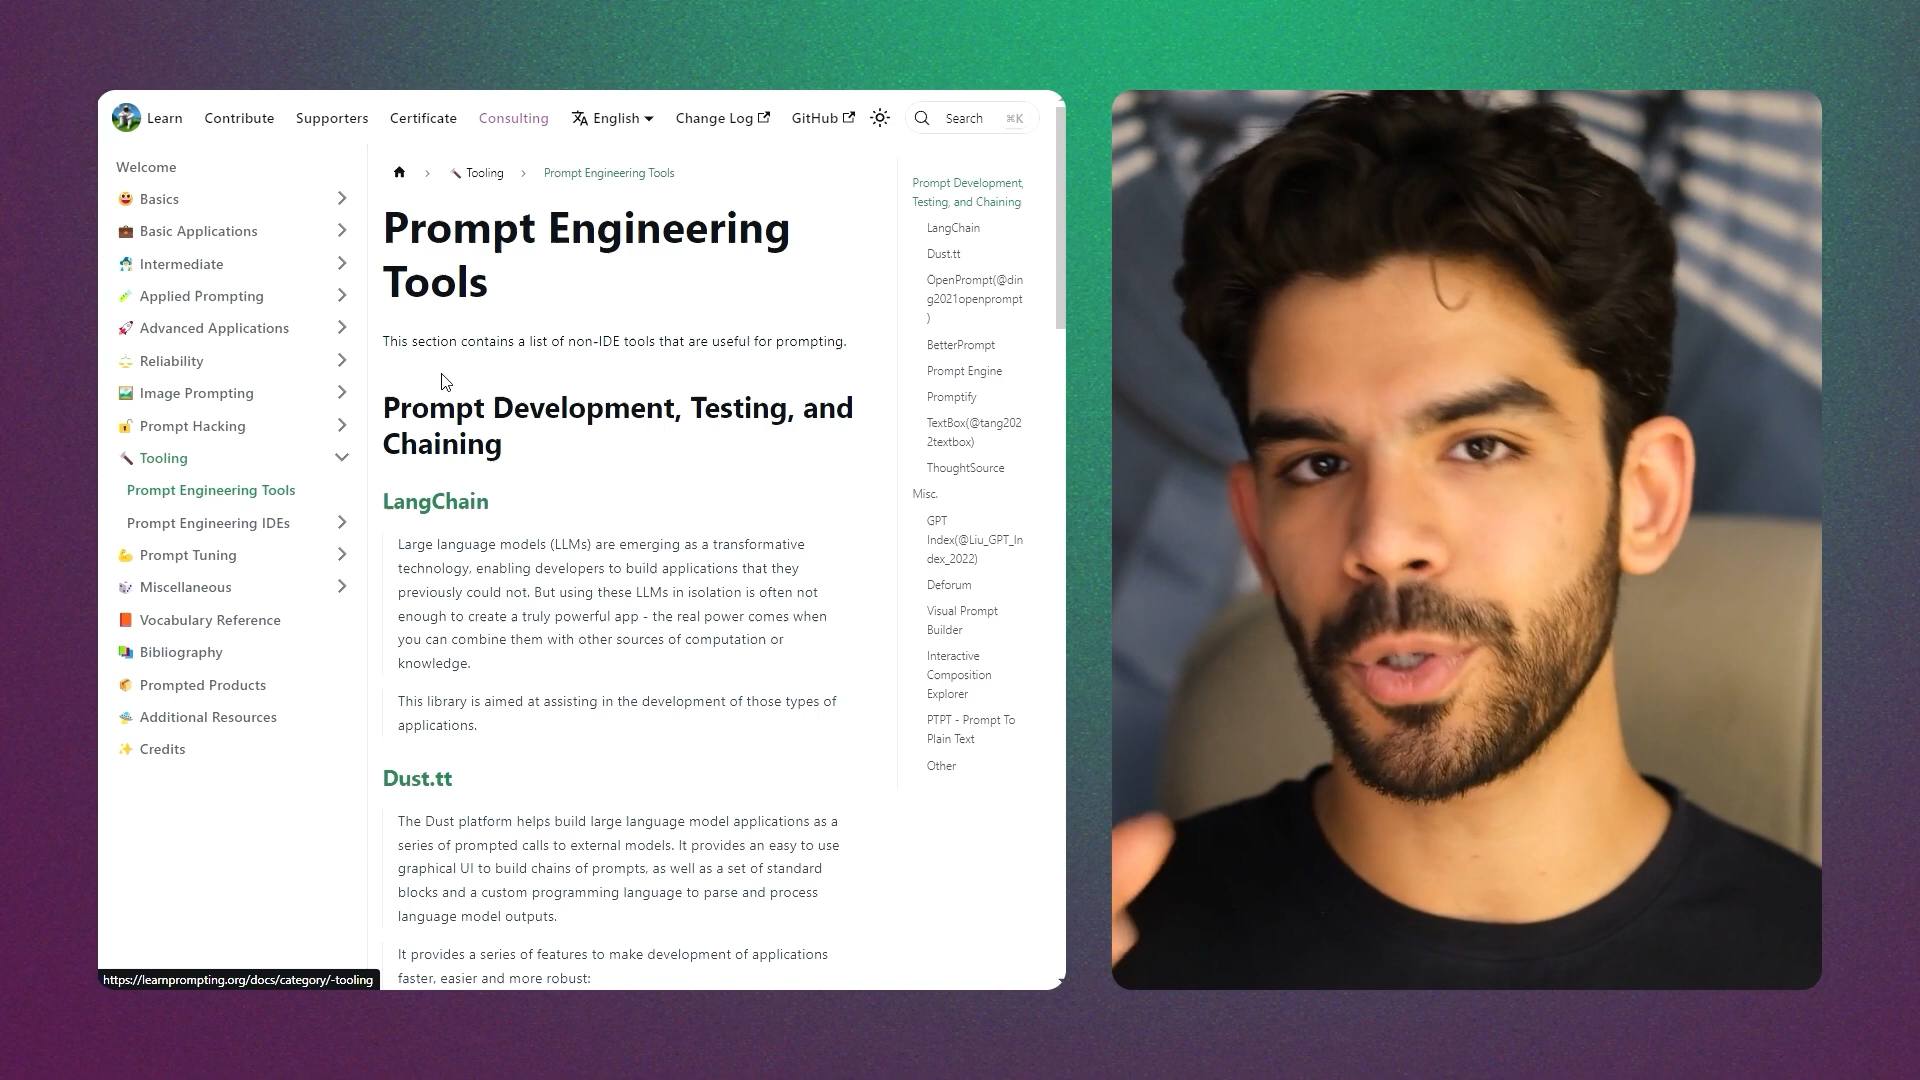 Learn Contribute Supporters Certificate Consulting English Change Log GitHub Search ⌘K
Welcome
Basics
Basic Applications
Intermediate
Applied Prompting
Advanced Applications
Reliability
Image Prompting
Prompt Hacking
Tooling
Prompt Engineering Tools
Prompt Engineering IDEs
Prompt Tuning
Miscellaneous
Vocabulary Reference
Bibliography
Prompted Products
Additional Resources
Credits
Tooling Prompt Engineering Tools
Prompt Engineering
Tools
This section contains a list of non-IDE tools that are useful for prompting.
Prompt Development, Testing, and
Chaining
LangChain
Large language models (LLMs) are emerging as a transformative
technology, enabling developers to build applications that they
previously could not. But using these LLMs in isolation is often not
enough to create a truly powerful app - the real power comes when
you can combine them with other sources of computation or
knowledge.
This library is aimed at assisting in the development of those types of
applications.
Dust.tt
The Dust platform helps build large language model applications as a
series of prompted calls to external models. It provides an easy to use
graphical UI to build chains of prompts, as well as a set of standard
blocks and a custom programming language to parse and process
language model outputs.
It provides a series of features to make development of applications
faster, easier and more robust:
Prompt Development,
Testing, and Chaining
LangChain
Dust.tt
OpenPrompt(@din
g2021openprompt
)
BetterPrompt
Prompt Engine
Promptify
TextBox(@tang202
2textbox)
ThoughtSource
Misc.
GPT
Index(@Liu_GPT_In
dex_2022)
Deforum
Visual Prompt
Builder
Interactive
Composition
Explorer
PTPT - Prompt To
Plain Text
Other
https://learnprompting.org/docs/category/-tooling